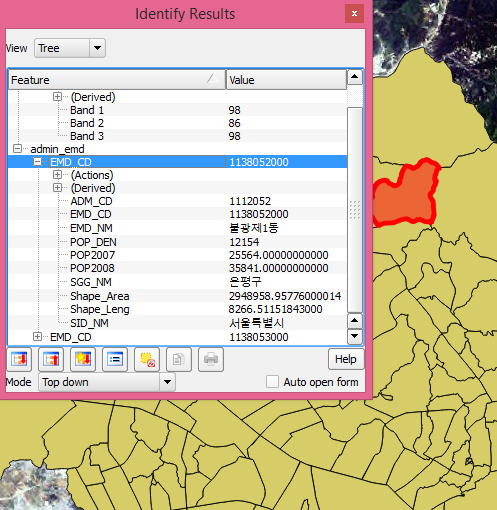 Identify Results
x
View Tree
Feature Value
(Derived)
Band 1 98
Band 2 86
Band 3 98
admin_emd
EMD_CD 1138052000
(Actions)
(Derived)
ADM_CD 1112052
EMD_CD 1138052000
EMD_NM 불광제1동
POP_DEN 12154
POP2007 25564.00000000000
POP2008 35841.00000000000
SGG_NM 은평구
Shape_Area 2948958.95776000014
Shape_Leng 8266.51151843000
SID_NM 서울특별시
EMD_CD 1138053000
Help
Mode Top down Auto open form